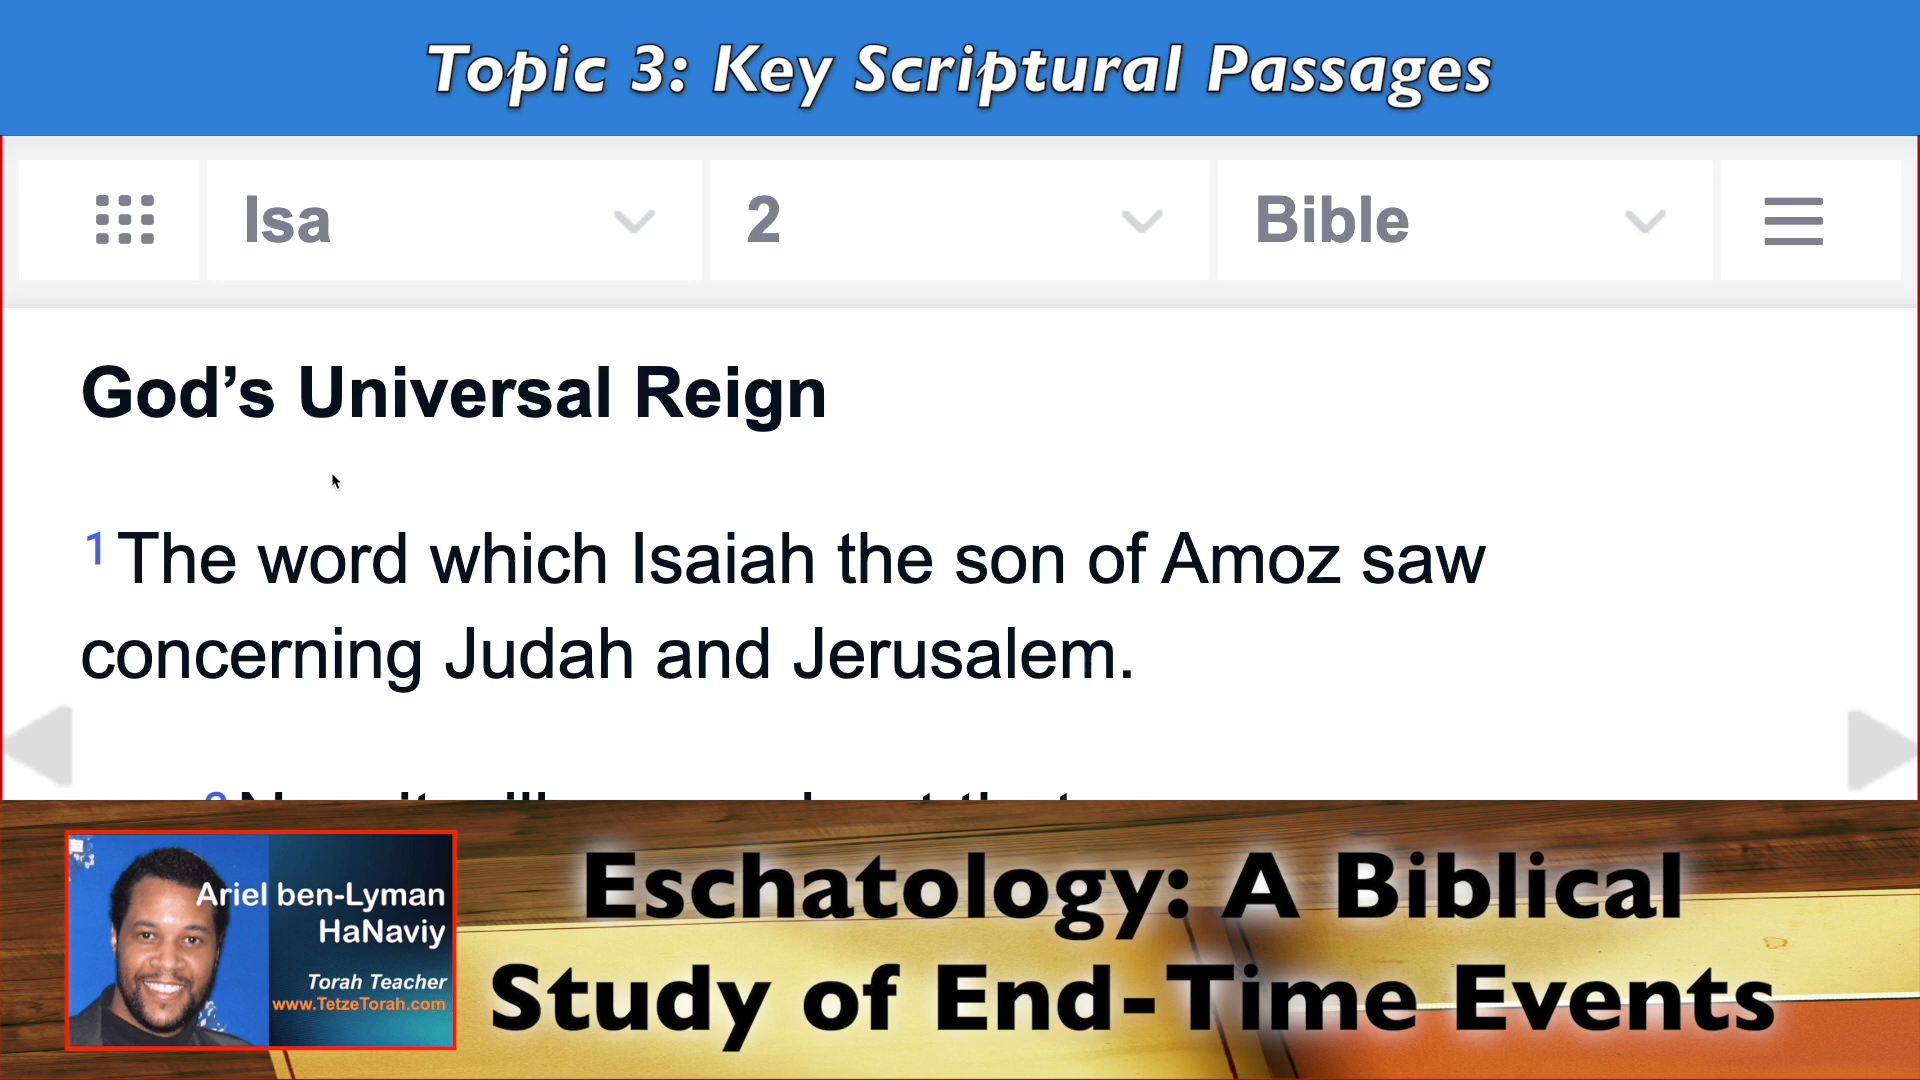 Topic 3: Key Scriptural Passages
Isa
2
Bible
God’s Universal Reign
1 The word which Isaiah the son of Amoz saw
concerning Judah and Jerusalem.
Ariel ben-Lyman
HaNaviy
Torah Teacher
www.TetzeTorah.com
Eschatology: A Biblical
Study of End-Time Events